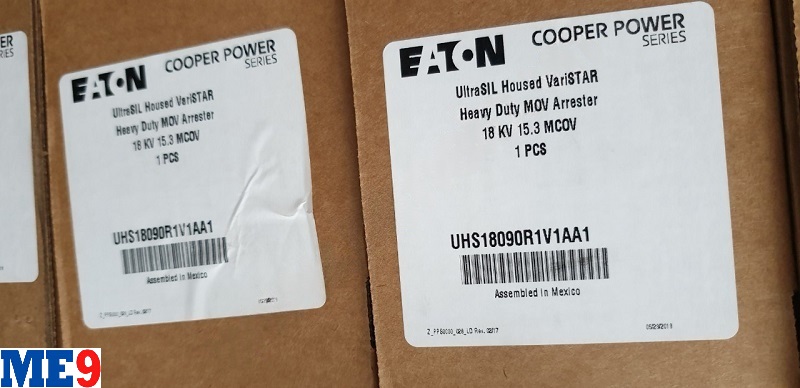 EATON COOPER POWER
SERIES
UltraSIL Housed VariSTAR
Heavy Duty MOV Arrester
18 KV 15.3 MCOV
1 PCS
UHS18090R1V1AA1
Assembled in Mexico
EATON COOPER POWER
SERIES
UltraSIL Housed VariSTAR
Heavy Duty MOV Arrester
18 KV 15.3 MCOV
1 PCS
UHS18090R1V1AA1
Assembled in Mexico
ME9